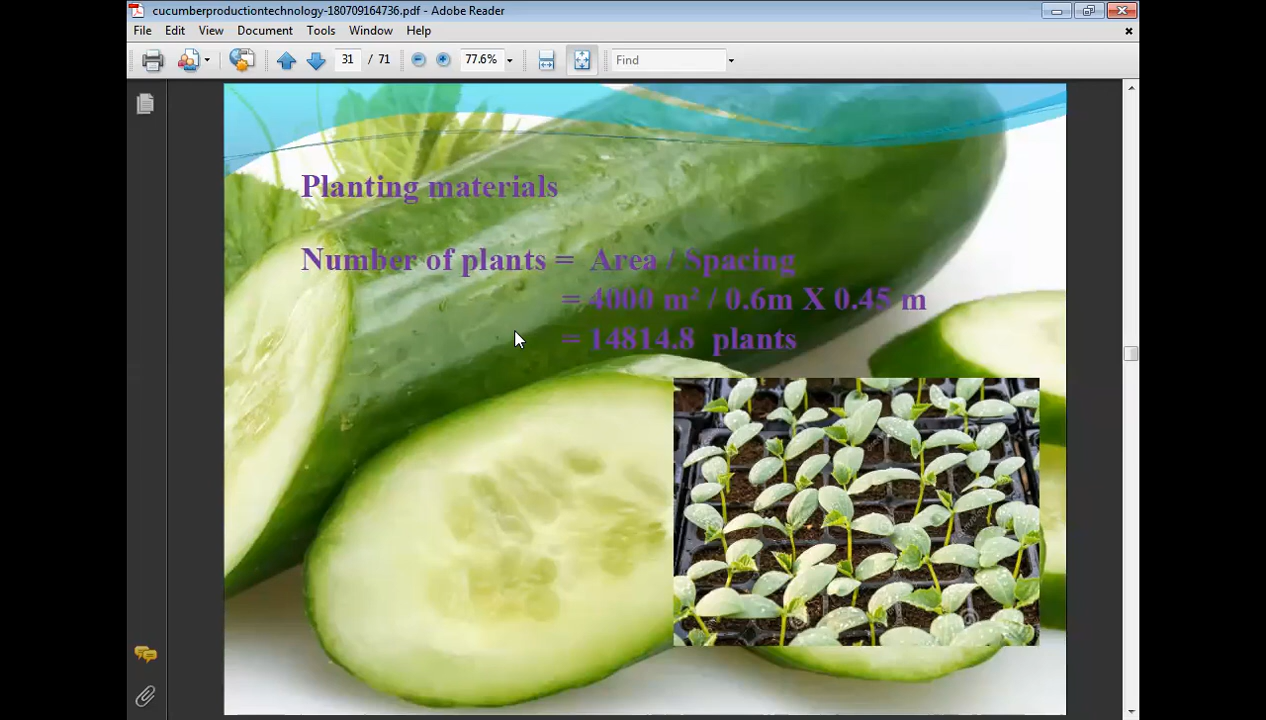 cucumberproductiontechnology-180709164736.pdf - Adobe Reader
File Edit View Document Tools Window Help
31 / 71 77.6% Find
Planting materials
Number of plants = Area / Spacing
= 4000 m² / 0.6m X 0.45 m
= 14814.8 plants